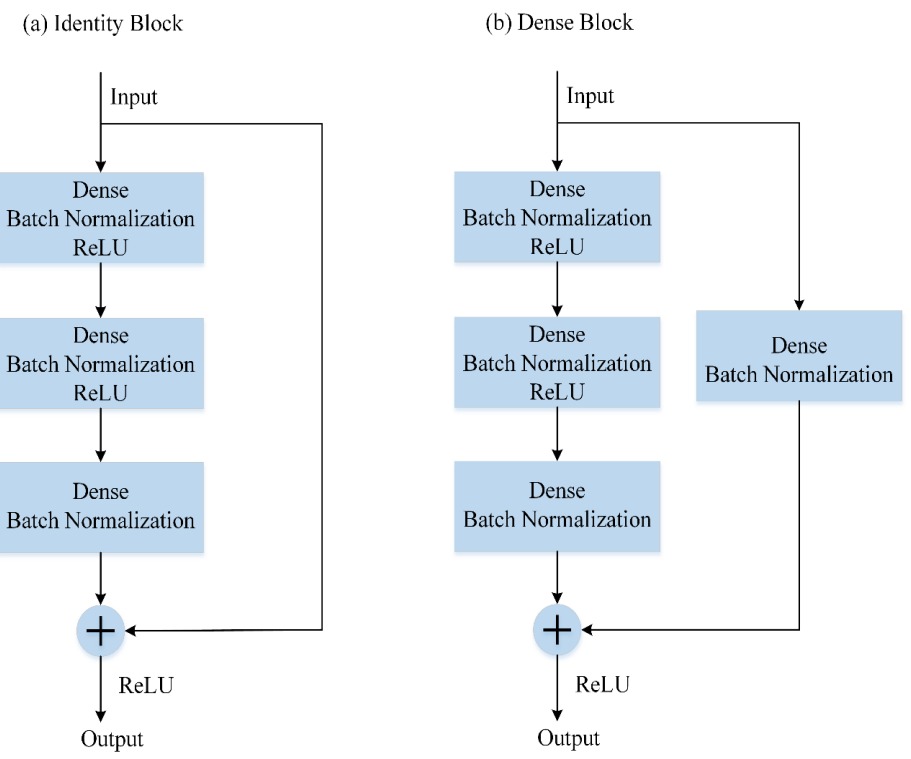 (a) Identity Block
Input
Dense
Batch Normalization
ReLU
Dense
Batch Normalization
ReLU
Dense
Batch Normalization
+
ReLU
Output
(b) Dense Block
Input
Dense
Batch Normalization
ReLU
Dense
Batch Normalization
ReLU
Dense
Batch Normalization
Dense
Batch Normalization
+
ReLU
Output